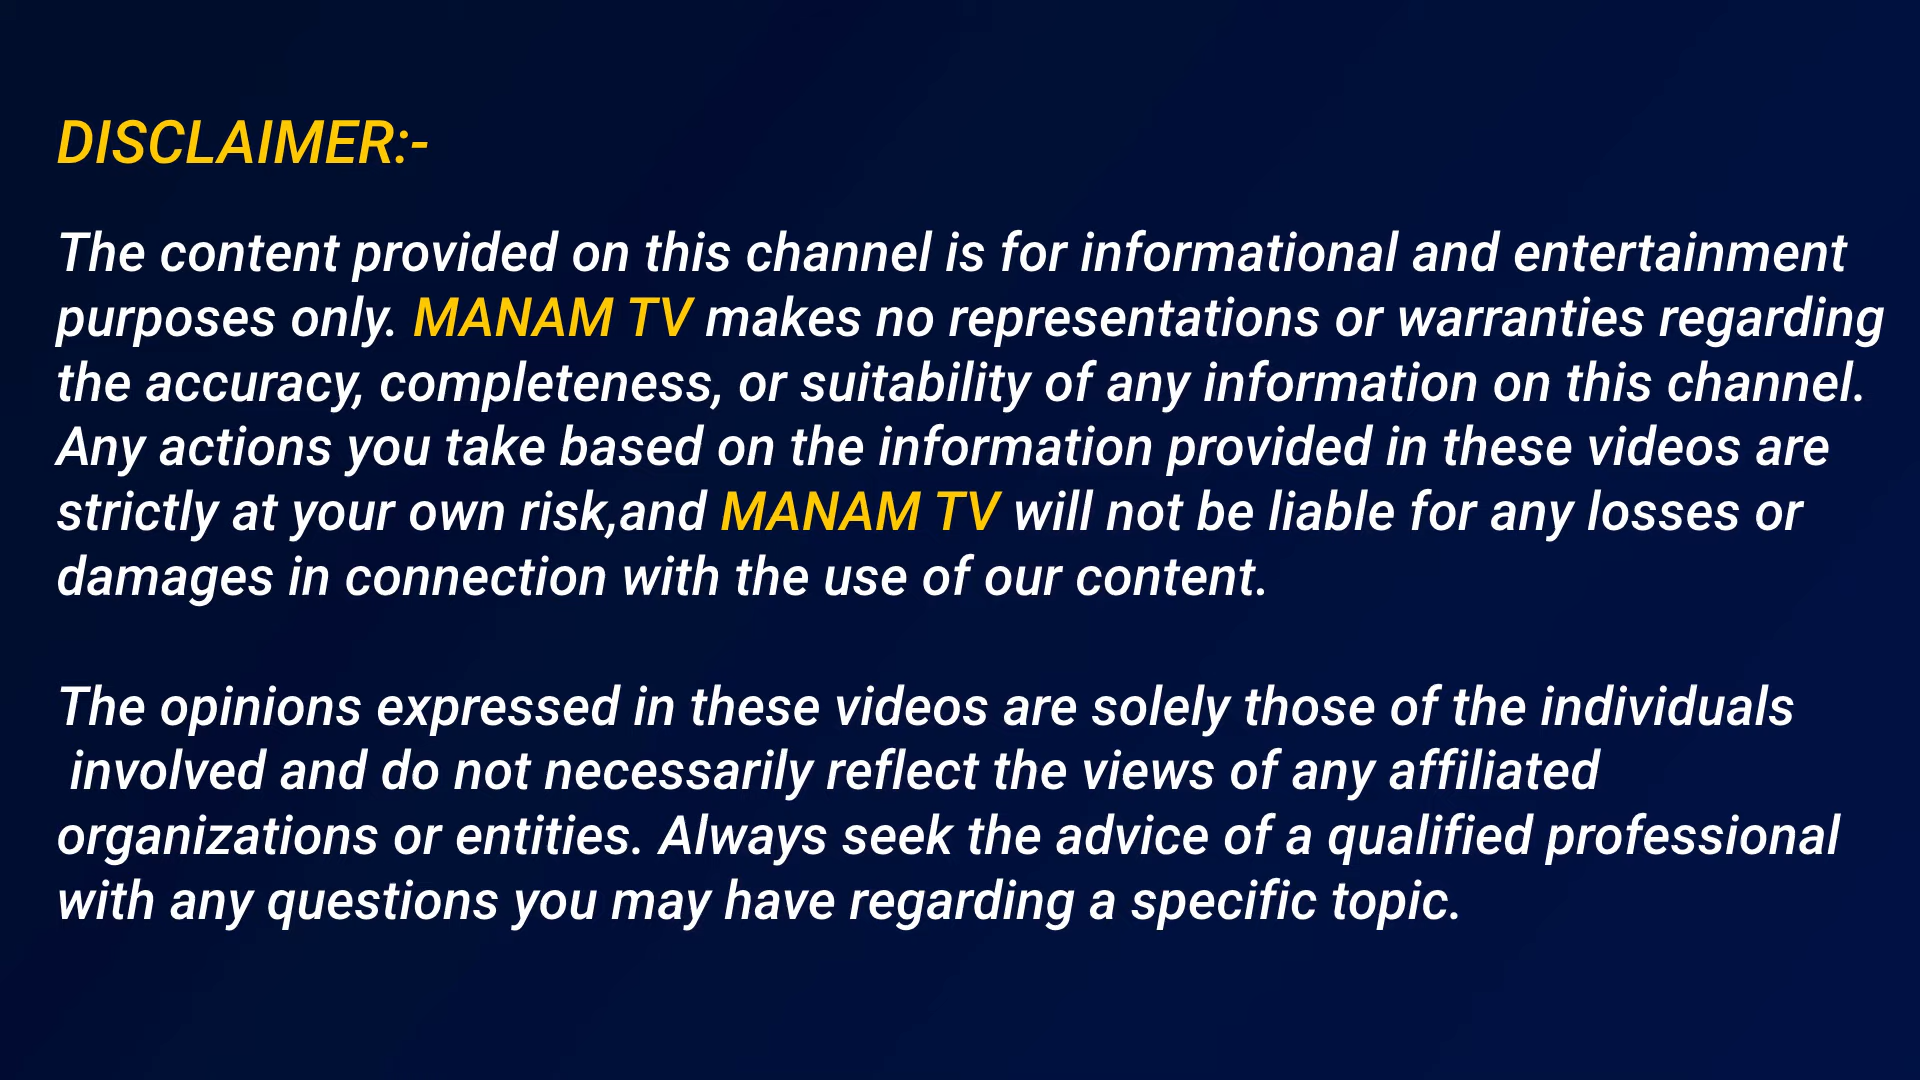 DISCLAIMER:-
The content provided on this channel is for informational and entertainment
purposes only. MANAM TV makes no representations or warranties regarding
the accuracy, completeness, or suitability of any information on this channel.
Any actions you take based on the information provided in these videos are
strictly at your own risk,and MANAM TV will not be liable for any losses or
damages in connection with the use of our content.
The opinions expressed in these videos are solely those of the individuals
involved and do not necessarily reflect the views of any affiliated
organizations or entities. Always seek the advice of a qualified professional
with any questions you may have regarding a specific topic.